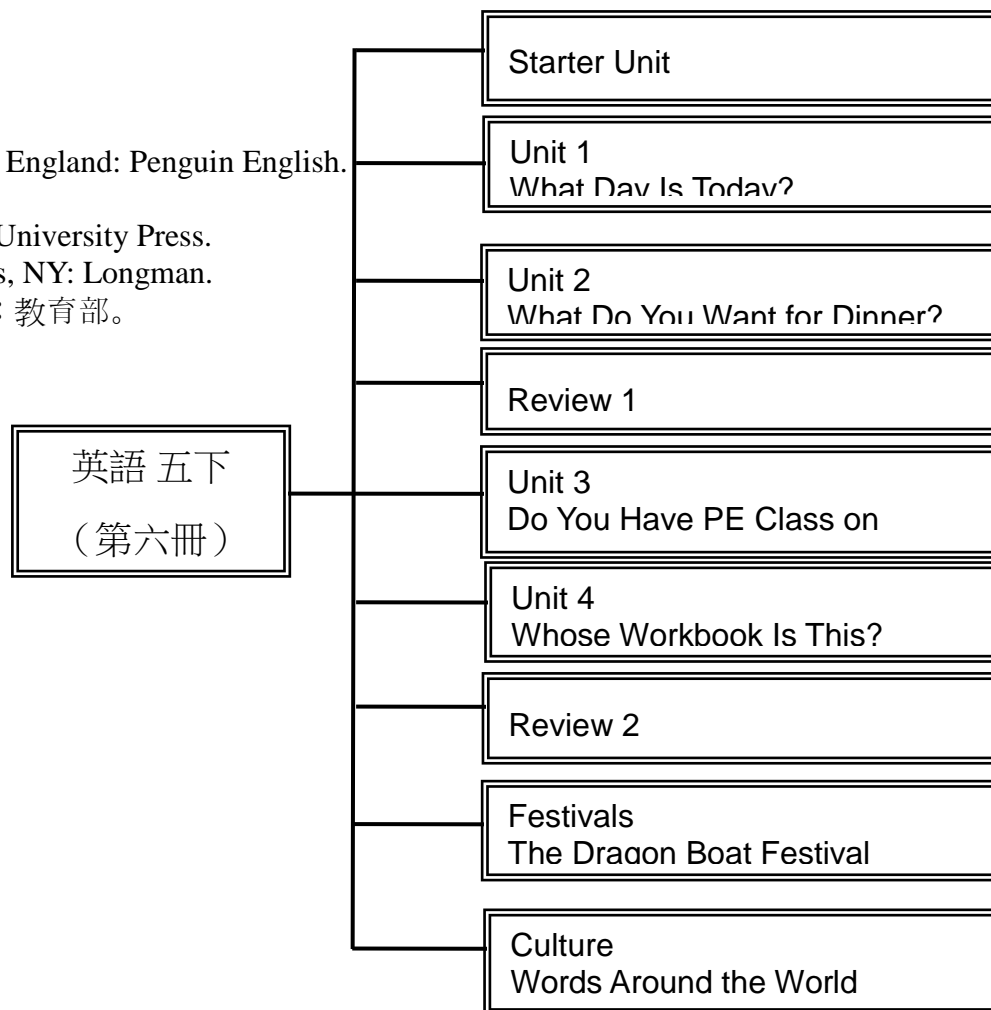 England: Penguin English.
University Press.
s, NY: Longman.
：教育部。
英語 五下
（第六冊）
Starter Unit
Unit 1
What Day Is Today?
Unit 2
What Do You Want for Dinner?
Review 1
Unit 3
Do You Have PE Class on
Unit 4
Whose Workbook Is This?
Review 2
Festivals
The Dragon Boat Festival
Culture
Words Around the World